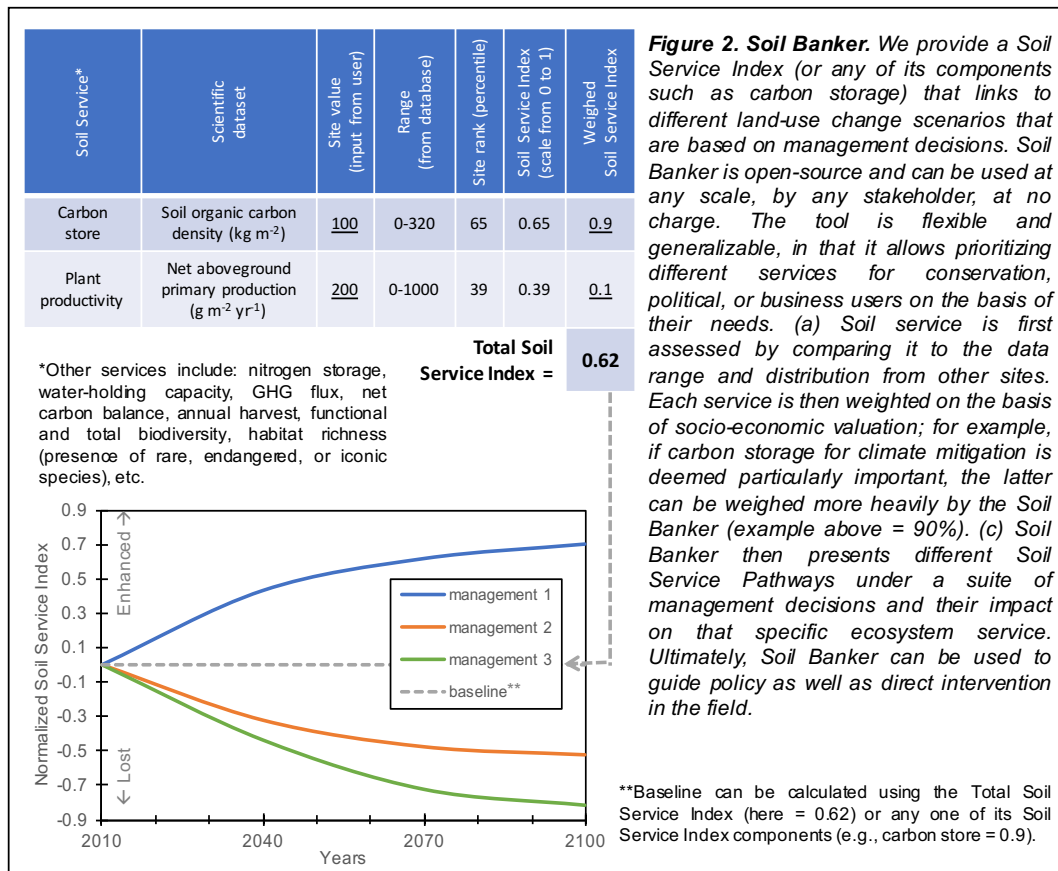 Soil Service*
Scientific
dataset
Site value
(input from user)
Range
(from database)
Site rank (percentile)
Soil Service Index
(scale from 0 to 1)
Weighed
Soil Service Index
Carbon
store
Soil organic carbon
density (kg m-2)
100
0-320
65
0.65
0.9
Plant
productivity
Net aboveground
primary production
(g m-2 yr-1)
200
0-1000
39
0.39
0.1
Total Soil
Service Index =
0.62
*Other services include: nitrogen storage,
water-holding capacity, GHG flux, net
carbon balance, annual harvest, functional
and total biodiversity, habitat richness
(presence of rare, endangered, or iconic
species), etc.
Normalized Soil Service Index
← Lost
Enhanced →
0.9
0.7
0.5
0.3
0.1
-0.1
-0.3
-0.5
-0.7
-0.9
2010
2040
2070
2100
Years
management 1
management 2
management 3
baseline**
Figure 2. Soil Banker. We provide a Soil
Service Index (or any of its components
such as carbon storage) that links to
different land-use change scenarios that
are based on management decisions. Soil
Banker is open-source and can be used at
any scale, by any stakeholder, at no
charge. The tool is flexible and
generalizable, in that it allows prioritizing
different services for conservation,
political, or business users on the basis of
their needs. (a) Soil service is first
assessed by comparing it to the data
range and distribution from other sites.
Each service is then weighted on the basis
of socio-economic valuation; for example,
if carbon storage for climate mitigation is
deemed particularly important, the latter
can be weighed more heavily by the Soil
Banker (example above = 90%). (c) Soil
Banker then presents different Soil
Service Pathways under a suite of
management decisions and their impact
on that specific ecosystem service.
Ultimately, Soil Banker can be used to
guide policy as well as direct intervention
in the field.
**Baseline can be calculated using the Total Soil
Service Index (here = 0.62) or any one of its Soil
Service Index components (e.g., carbon store = 0.9).